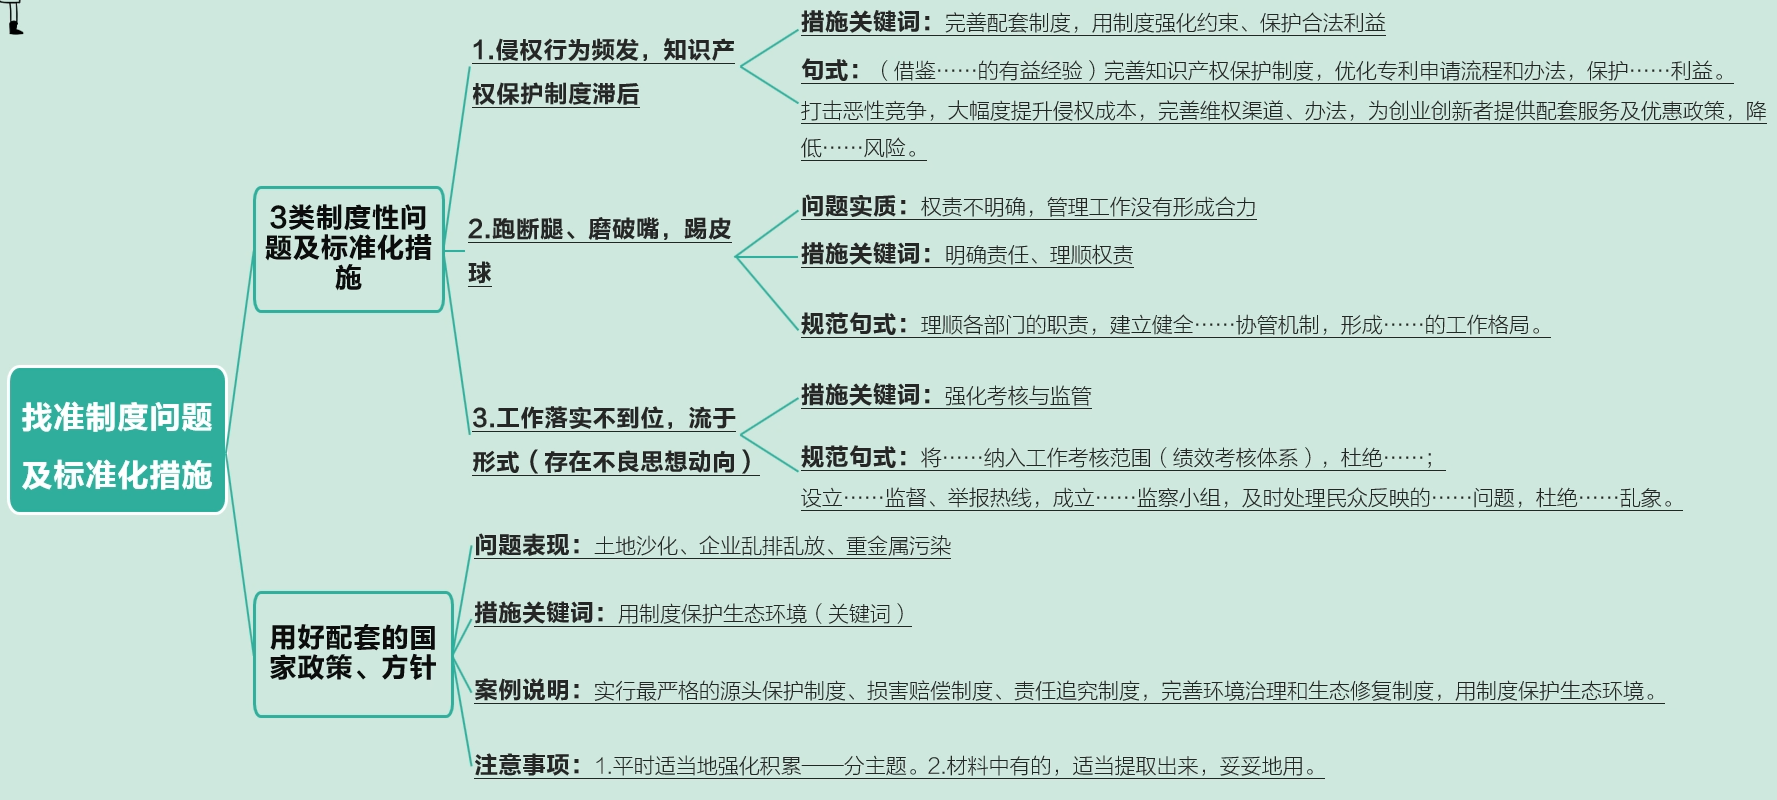 找准制度问题
及标准化措施
3类制度性问
题及标准化措
施
1.侵权行为频发，知识产
权保护制度滞后
措施关键词：完善配套制度，用制度强化约束、保护合法利益
句式：（借鉴……的有益经验）完善知识产权保护制度，优化专利申请流程和办法，保护……利益。
打击恶性竞争，大幅度提升侵权成本，完善维权渠道、办法，为创业创新者提供配套服务及优惠政策，降
低……风险。
2.跑断腿、磨破嘴，踢皮
球
问题实质：权责不明确，管理工作没有形成合力
措施关键词：明确责任、理顺权责
规范句式：理顺各部门的职责，建立健全……协管机制，形成……的工作格局。
3.工作落实不到位，流于
形式（存在不良思想动向）
措施关键词：强化考核与监管
规范句式：将……纳入工作考核范围（绩效考核体系），杜绝……；
设立……监督、举报热线，成立……监察小组，及时处理民众反映的……问题，杜绝……乱象。
用好配套的国
家政策、方针
问题表现：土地沙化、企业乱排乱放、重金属污染
措施关键词：用制度保护生态环境（关键词）
案例说明：实行最严格的源头保护制度、损害赔偿制度、责任追究制度，完善环境治理和生态修复制度，用制度保护生态环境。
注意事项：1.平时适当地强化积累——分主题。2.材料中有的，适当提取出来，妥妥地用。